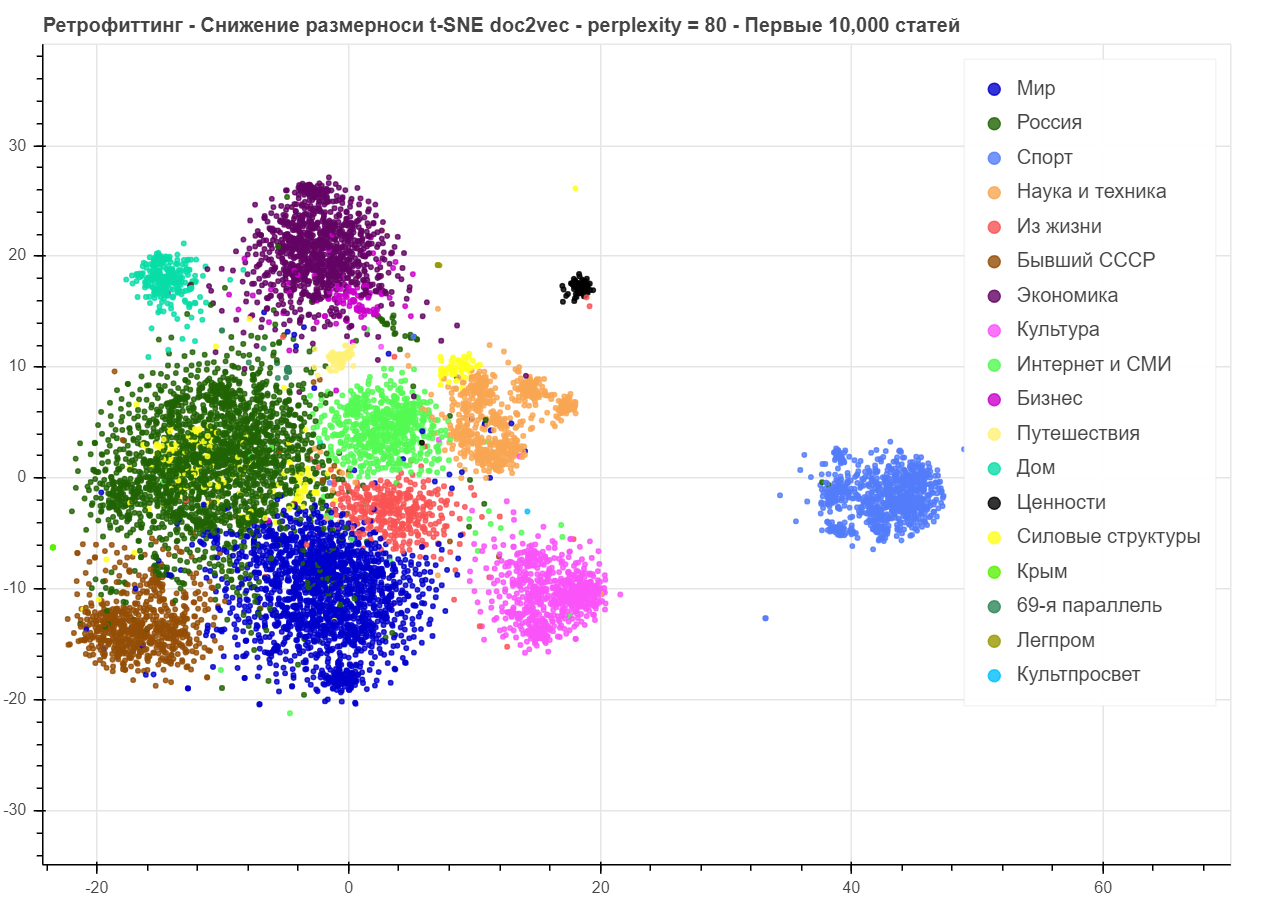 Ретрофиттинг - Снижение размерноси t-SNE doc2vec - perplexity = 80 - Первые 10,000 статей
Мир
Россия
Спорт
Наука и техника
Из жизни
Бывший СССР
Экономика
Культура
Интернет и СМИ
Бизнес
Путешествия
Дом
Ценности
Силовые структуры
Крым
69-я параллель
Легпром
Культпросвет
30
20
10
0
-10
-20
-30
-20 0 20 40 60